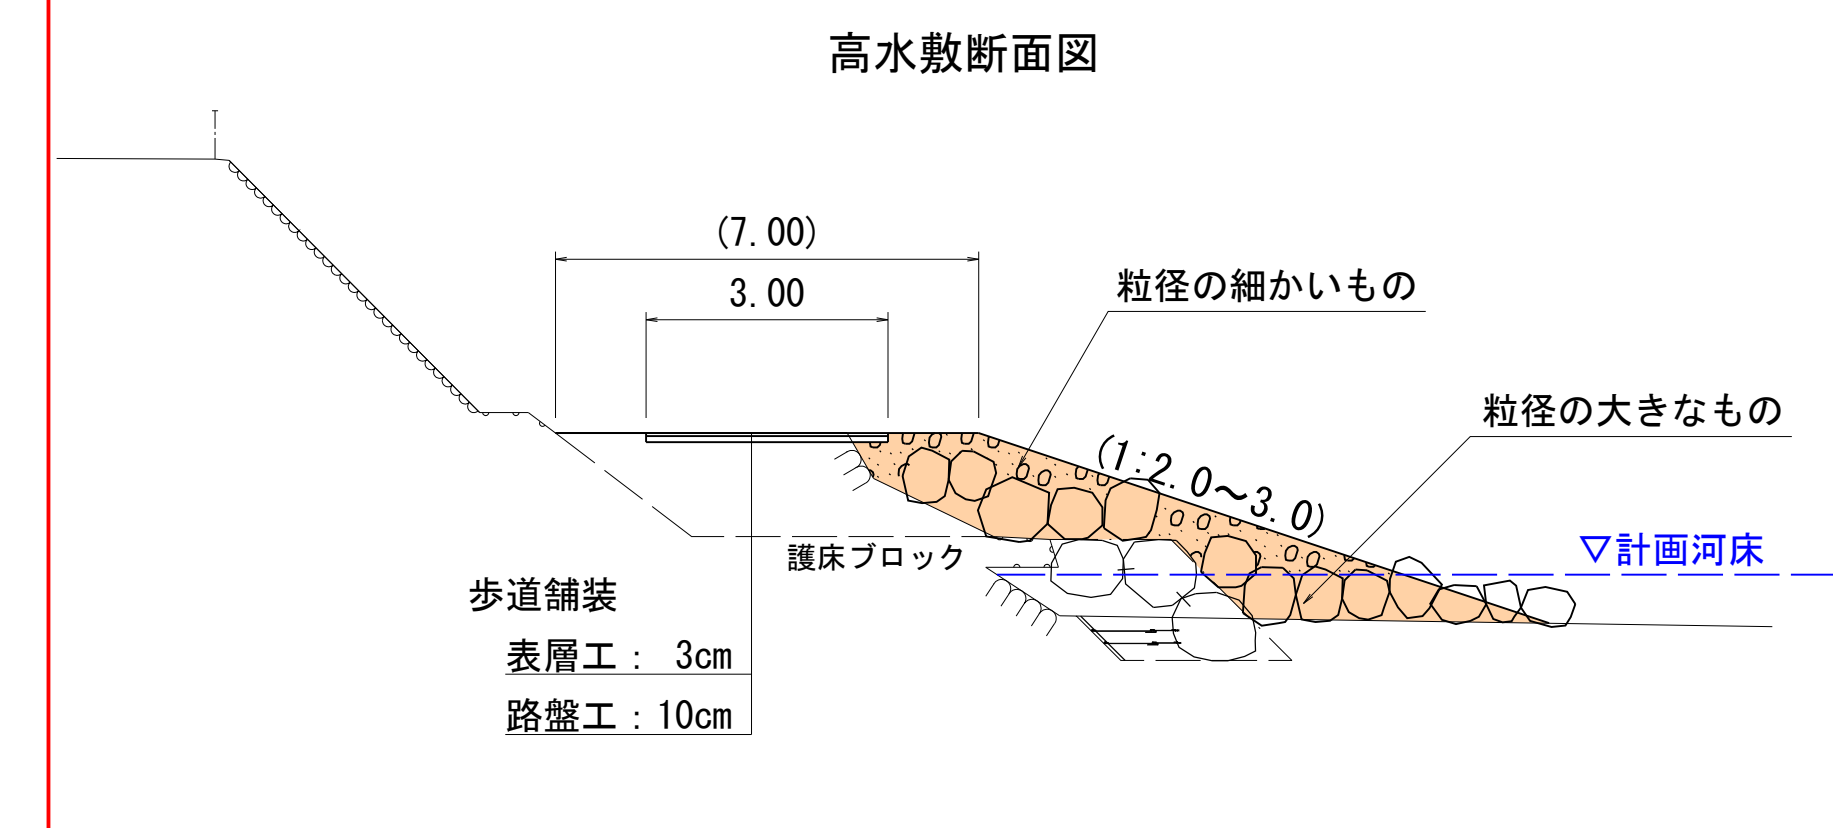 高水敷断面図
(7.00)
3.00
粒径の細かいもの
粒径の大きなもの
(1:2.0～3.0)
▽計画河床
護床ブロック
歩道舗装
表層工： 3cm
路盤工：10cm